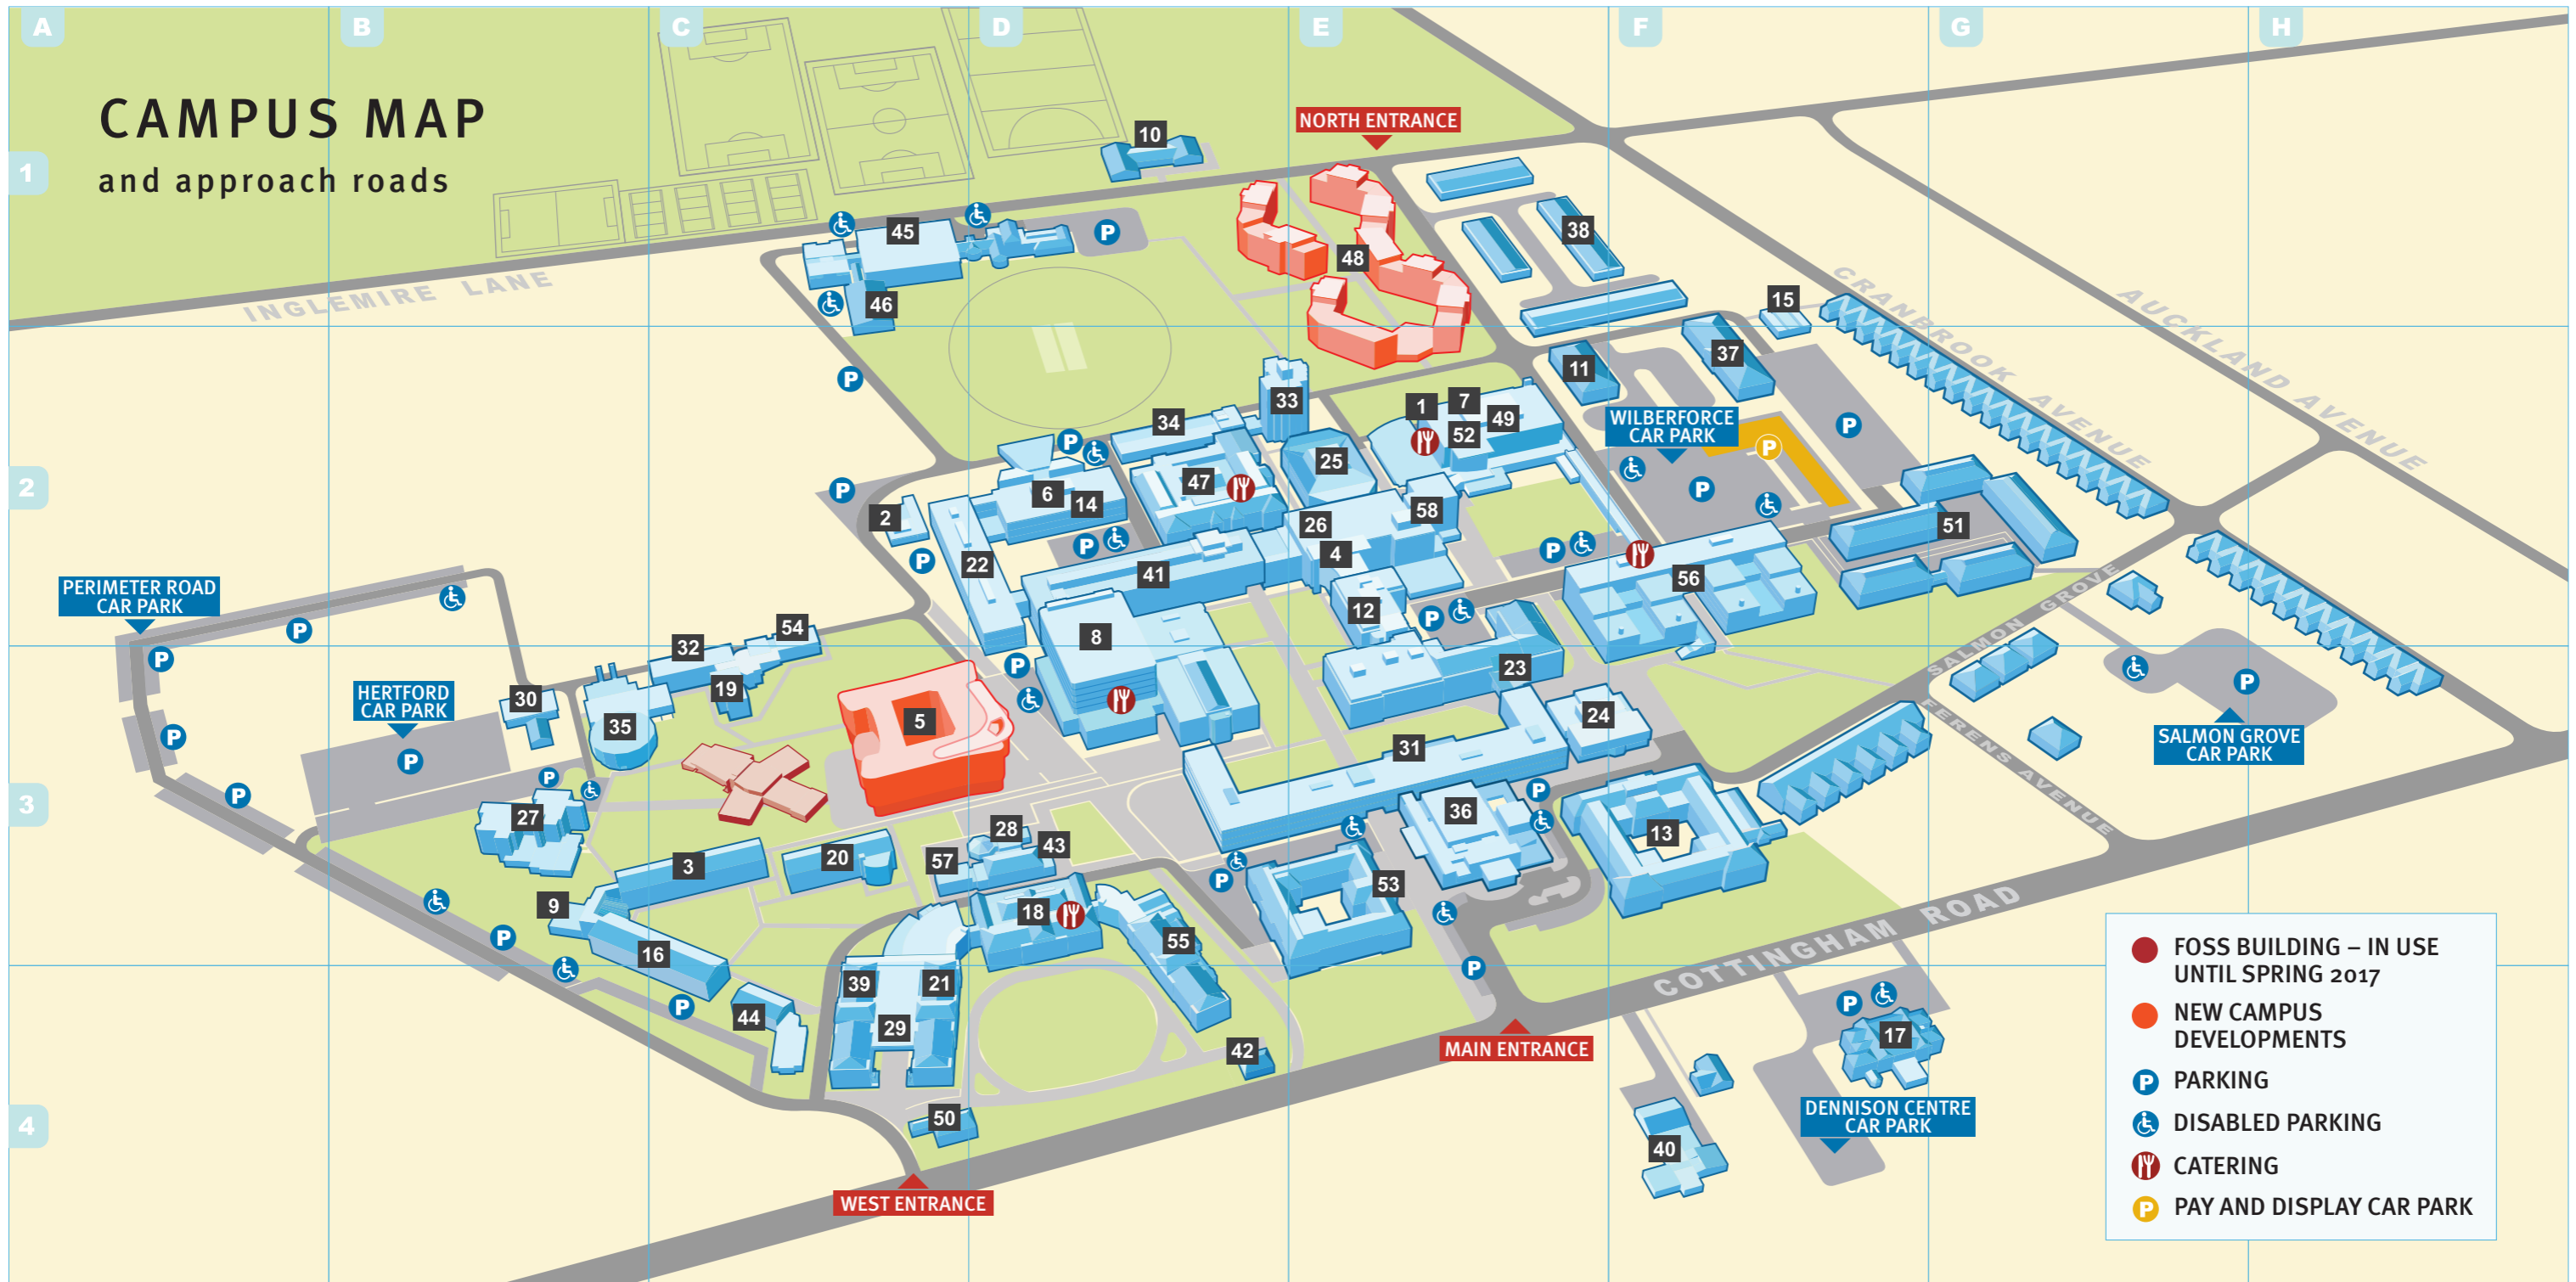 A
B
C
D
E
F
G
H
CAMPUS MAP
and approach roads
1
2
3
4
NORTH ENTRANCE
10
45
46
48
38
15
INGLEMIRE LANE
CRANBROOK AVENUE
AUCKLAND AVENUE
37
11
33
34
1
7
49
52
WILBERFORCE
CAR PARK
25
47
6
14
2
58
26
4
51
22
41
56
12
8
PERIMETER ROAD
CAR PARK
54
32
19
30
35
5
HERTFORD
CAR PARK
23
24
31
SALMON GROVE
FERENS AVENUE
SALMON GROVE
CAR PARK
27
36
13
28
43
57
20
3
9
16
18
53
55
COTTINGHAM ROAD
39
21
29
44
42
50
MAIN ENTRANCE
WEST ENTRANCE
17
40
DENNISON CENTRE
CAR PARK
P
FOSS BUILDING – IN USE
UNTIL SPRING 2017
NEW CAMPUS
DEVELOPMENTS
P PARKING
DISABLED PARKING
CATERING
P PAY AND DISPLAY CAR PARK